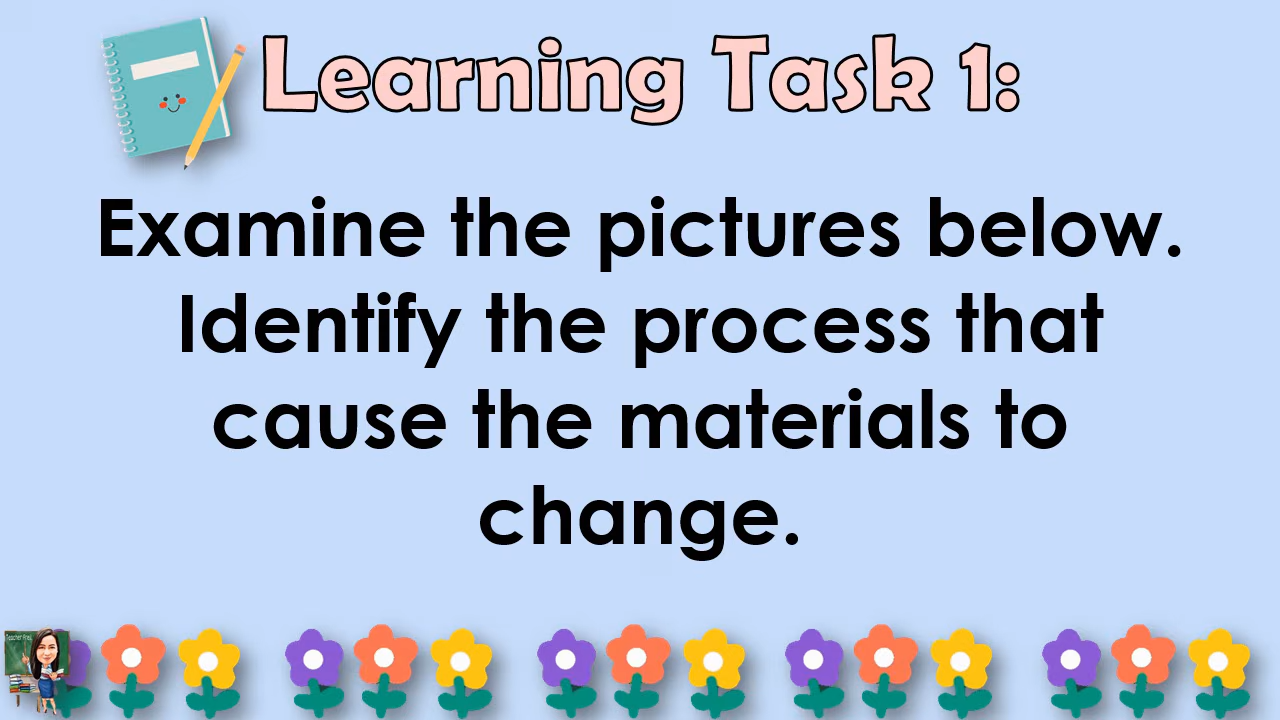 Learning Task 1:
Examine the pictures below.
Identify the process that
cause the materials to
change.